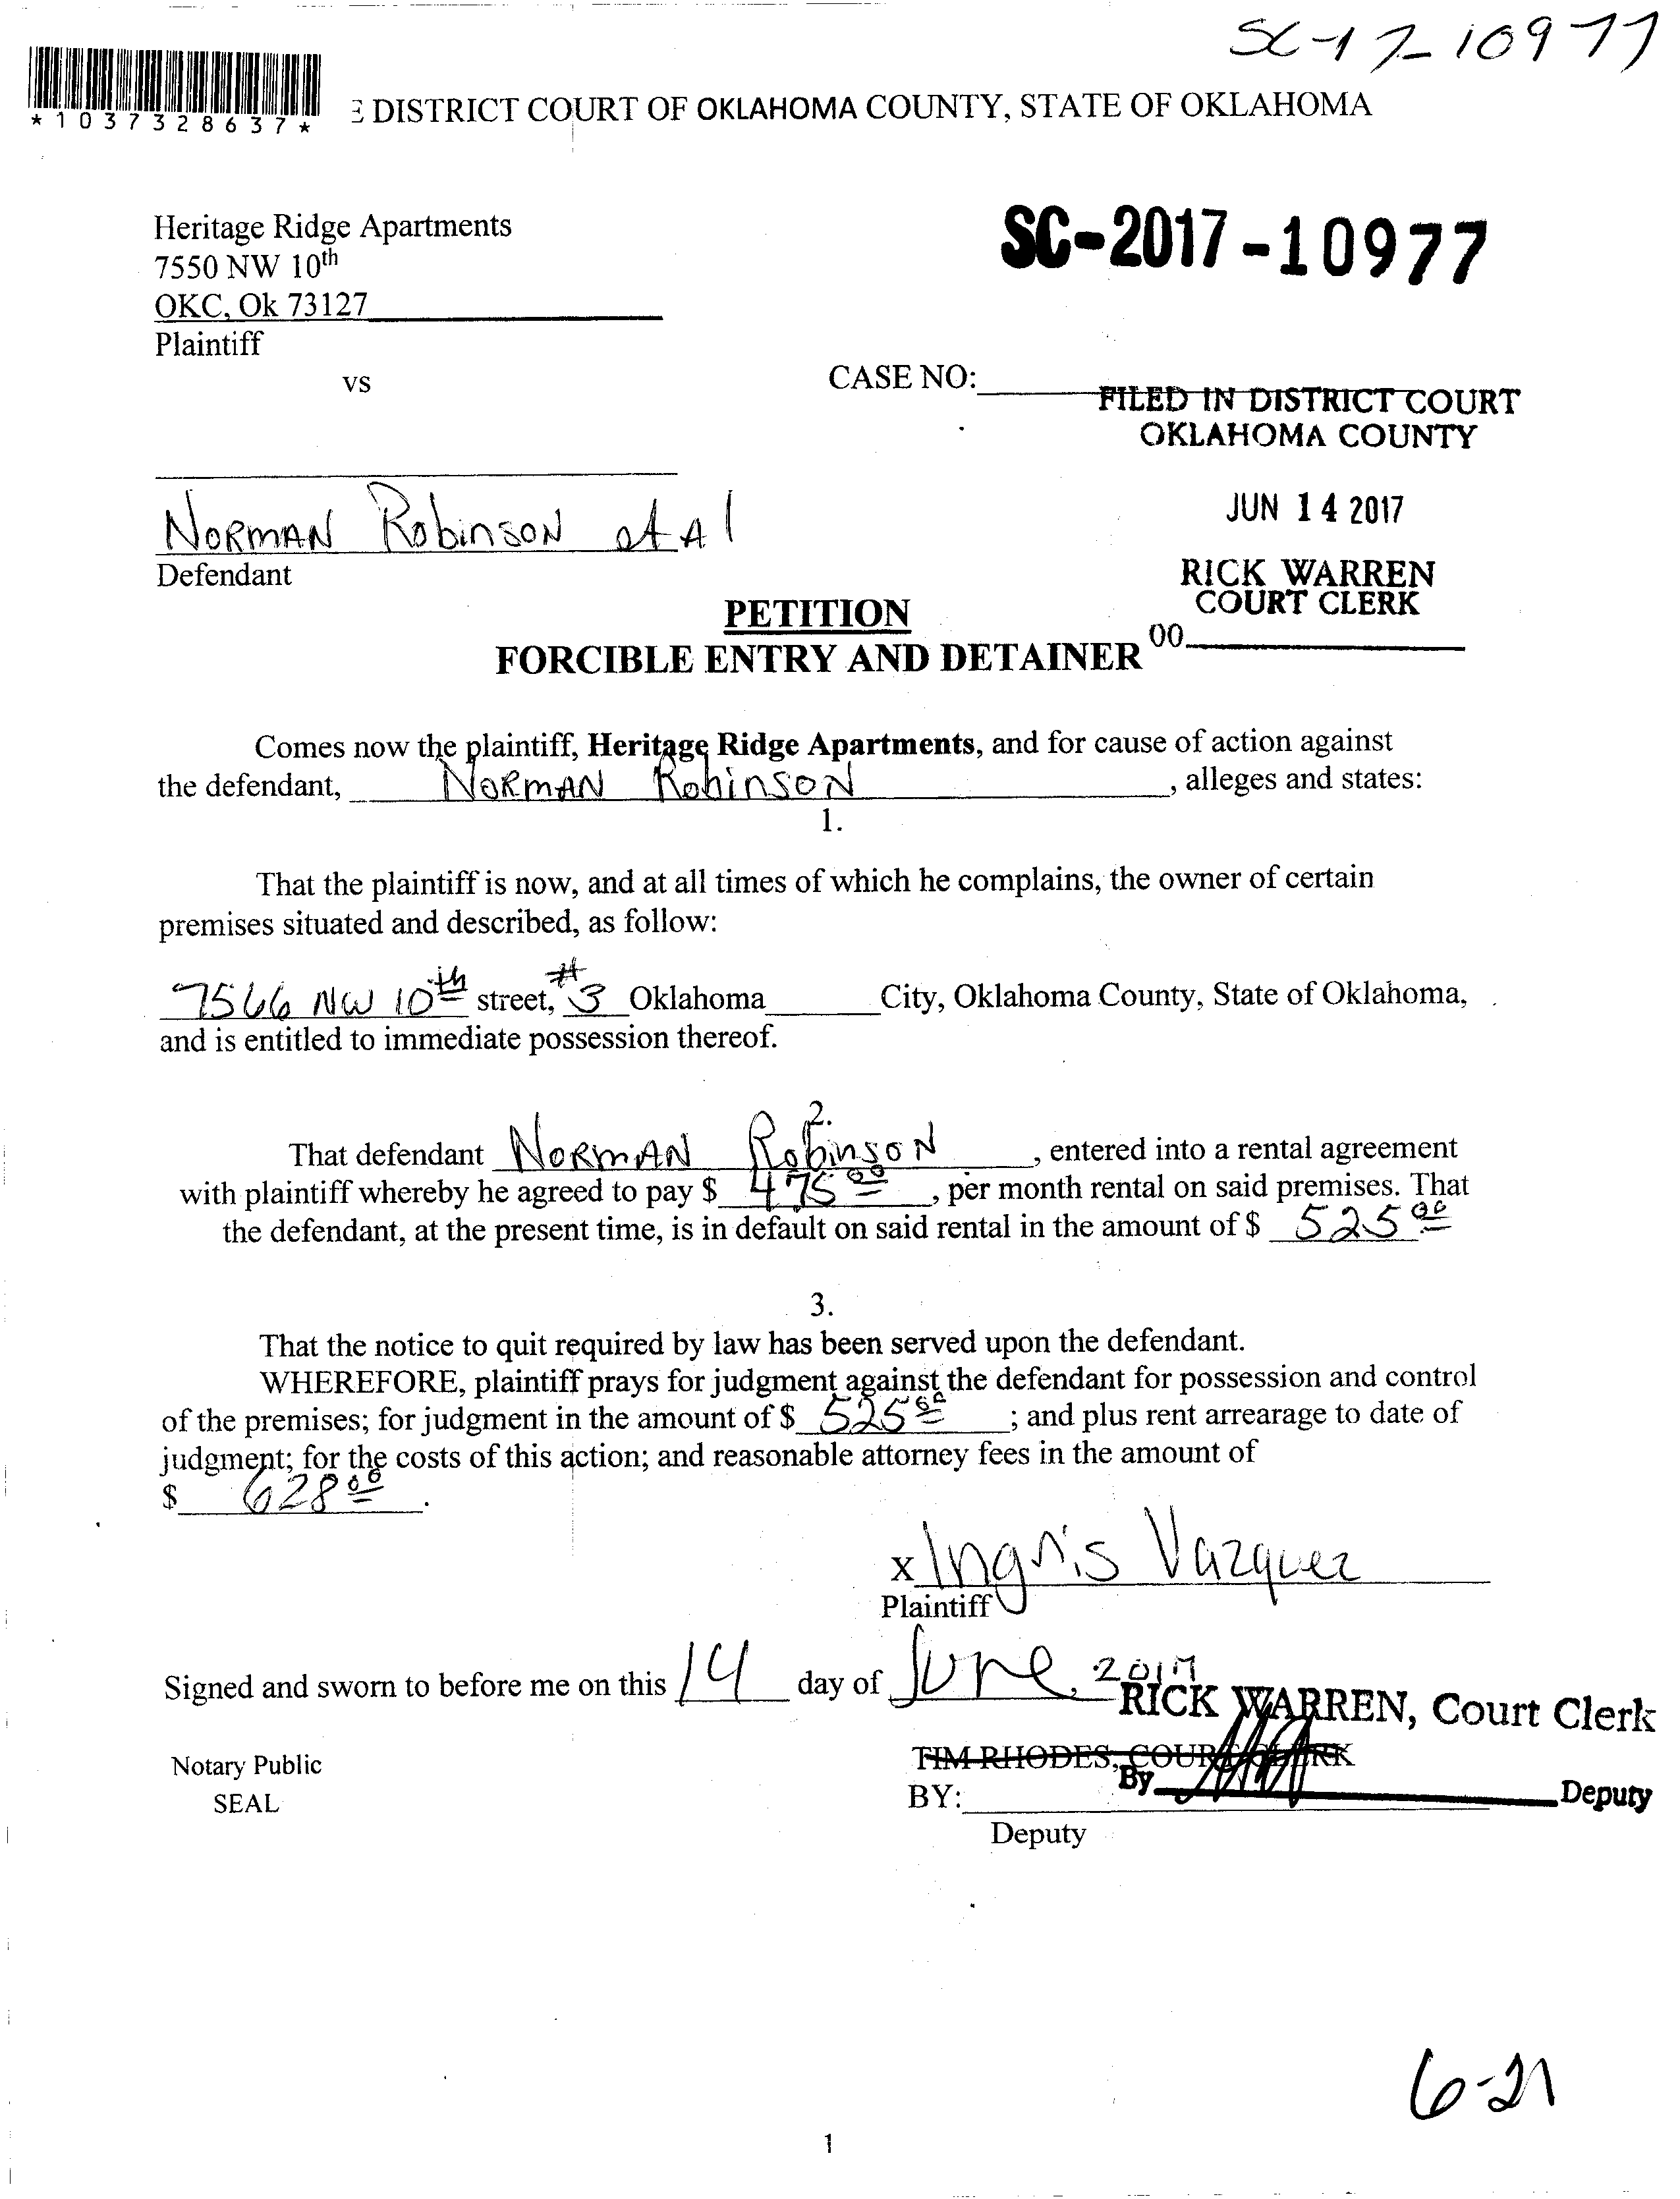 SC-17-10977
*1037328637*
E DISTRICT COURT OF OKLAHOMA COUNTY, STATE OF OKLAHOMA
Heritage Ridge Apartments
7550 NW 10th
OKC, Ok 73127
Plaintiff
SC-2017-10977
vs
CASE NO:
FILED IN DISTRICT COURT
OKLAHOMA COUNTY
JUN 14 2017
NORMAN Robinson et Al
Defendant
RICK WARREN
COURT CLERK
00
PETITION
FORCIBLE ENTRY AND DETAINER
Comes now the plaintiff, Heritage Ridge Apartments, and for cause of action against
the defendant, NORMAN Robinson, alleges and states:
1.
That the plaintiff is now, and at all times of which he complains, the owner of certain
premises situated and described, as follow:
7566 NW 10th street, #3 Oklahoma City, Oklahoma County, State of Oklahoma,
and is entitled to immediate possession thereof.
2.
That defendant NORMAN Robinson, entered into a rental agreement
with plaintiff whereby he agreed to pay $ 475 00, per month rental on said premises. That
the defendant, at the present time, is in default on said rental in the amount of $ 525 00
3.
That the notice to quit required by law has been served upon the defendant.
WHEREFORE, plaintiff prays for judgment against the defendant for possession and control
of the premises; for judgment in the amount of $ 525 00; and plus rent arrearage to date of
judgment; for the costs of this action; and reasonable attorney fees in the amount of
$ 628 00.
x Ingris Vazquez
Plaintiff
Signed and sworn to before me on this 14 day of June, 2017
RICK WARREN, Court Clerk
Notary Public
TIM RHODES, COURT CLERK
By Deputy
SEAL
BY:
Deputy
6-21
1